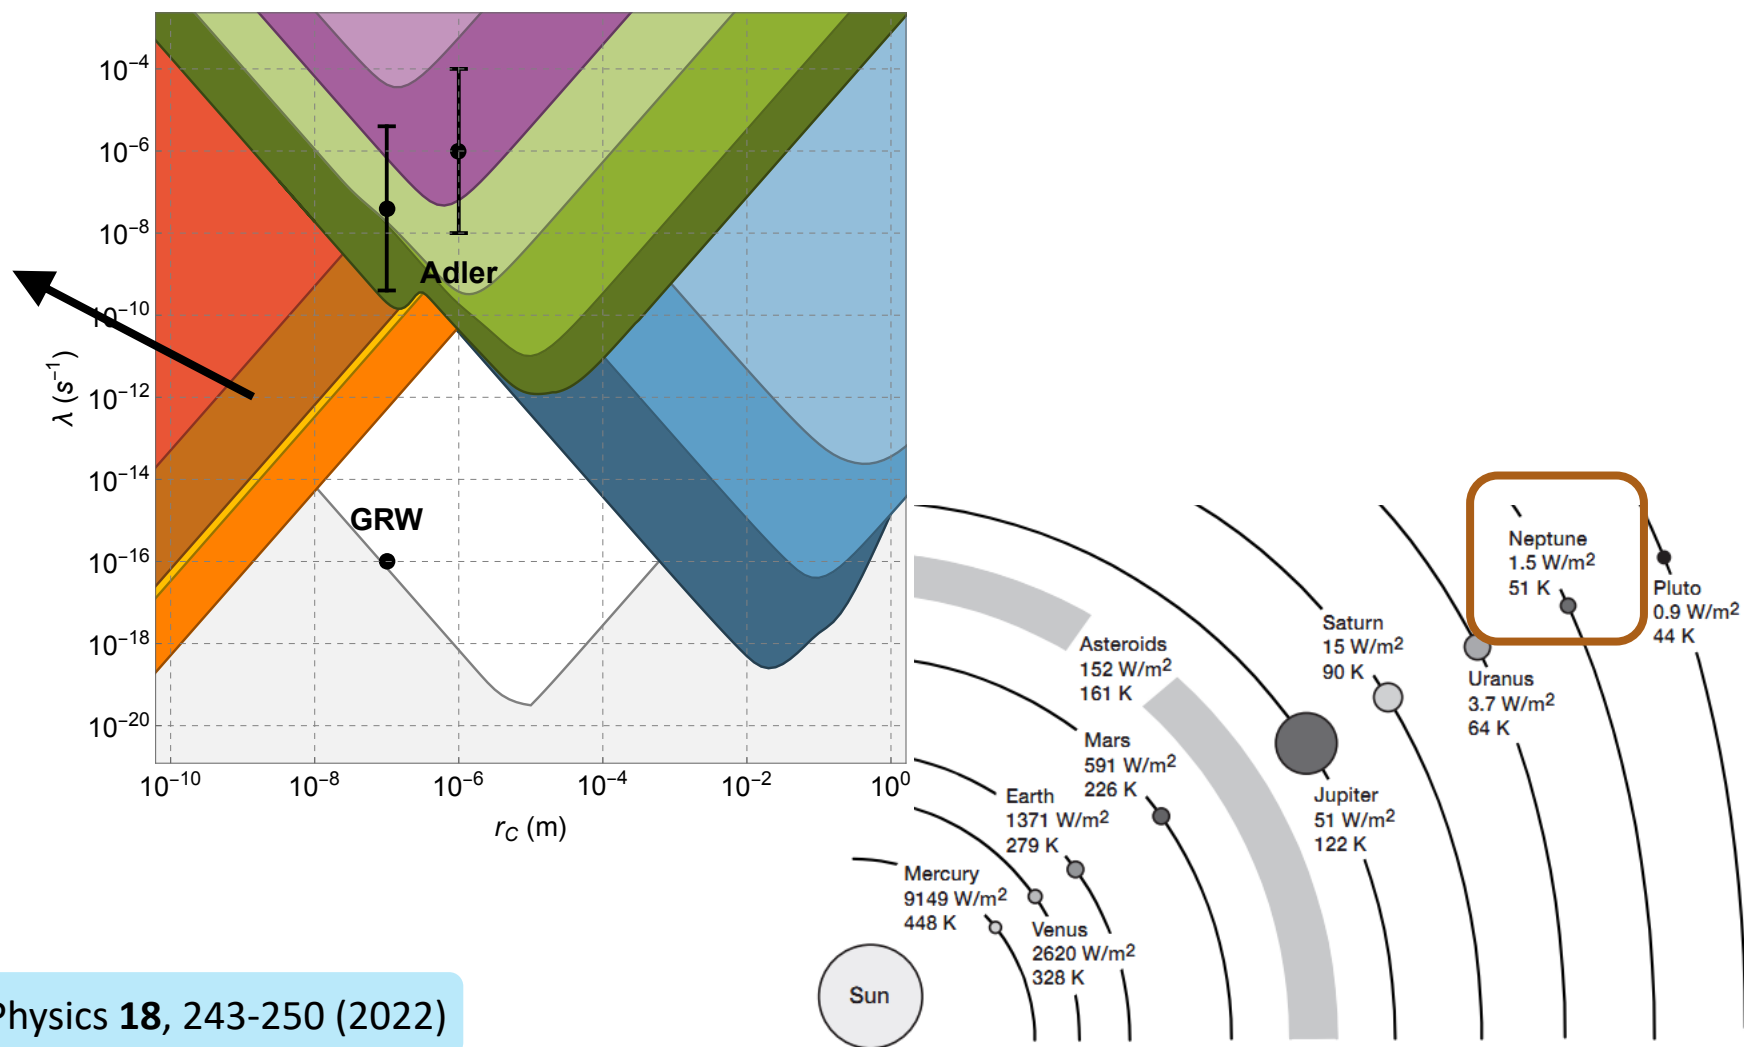 10⁻⁴
10⁻⁶
10⁻⁸
10⁻¹⁰
10⁻¹²
10⁻¹⁴
10⁻¹⁶
10⁻¹⁸
10⁻²⁰
λ (s⁻¹)
Adler
GRW
10⁻¹⁰
10⁻⁸
10⁻⁶
10⁻⁴
10⁻²
10⁰
r_C (m)
Neptune
1.5 W/m²
51 K
Pluto
0.9 W/m²
44 K
Saturn
15 W/m²
90 K
Uranus
3.7 W/m²
64 K
Asteroids
152 W/m²
161 K
Mars
591 W/m²
226 K
Jupiter
51 W/m²
122 K
Earth
1371 W/m²
279 K
Mercury
9149 W/m²
448 K
Venus
2620 W/m²
328 K
Sun
Physics 18, 243-250 (2022)